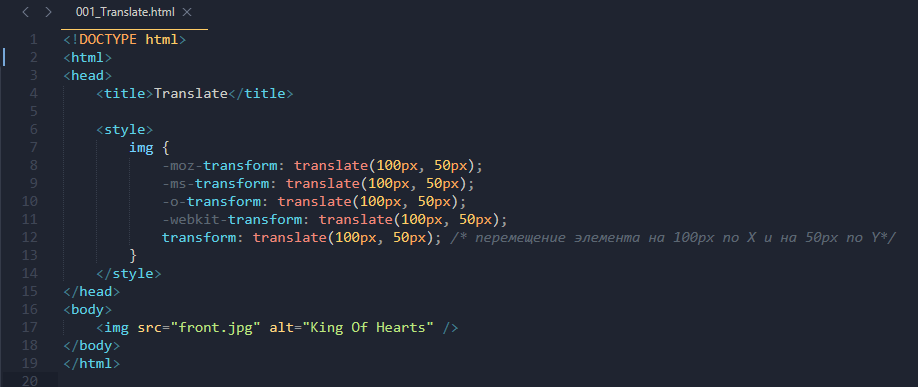 001_Translate.html ×
1 <!DOCTYPE html>
2 <html>
3 <head>
4     <title>Translate</title>
5
6     <style>
7         img {
8             -moz-transform: translate(100px, 50px);
9             -ms-transform: translate(100px, 50px);
10             -o-transform: translate(100px, 50px);
11             -webkit-transform: translate(100px, 50px);
12             transform: translate(100px, 50px); /* перемещение элемента на 100px по X и на 50px по Y*/
13         }
14     </style>
15 </head>
16 <body>
17     <img src="front.jpg" alt="King Of Hearts" />
18 </body>
19 </html>
20